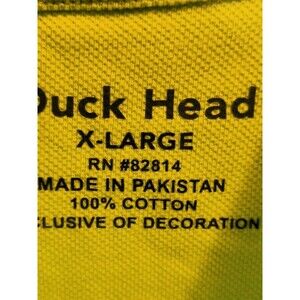 Duck Head
X-LARGE
RN #82814
MADE IN PAKISTAN
100% COTTON
CLUSIVE OF DECORATION